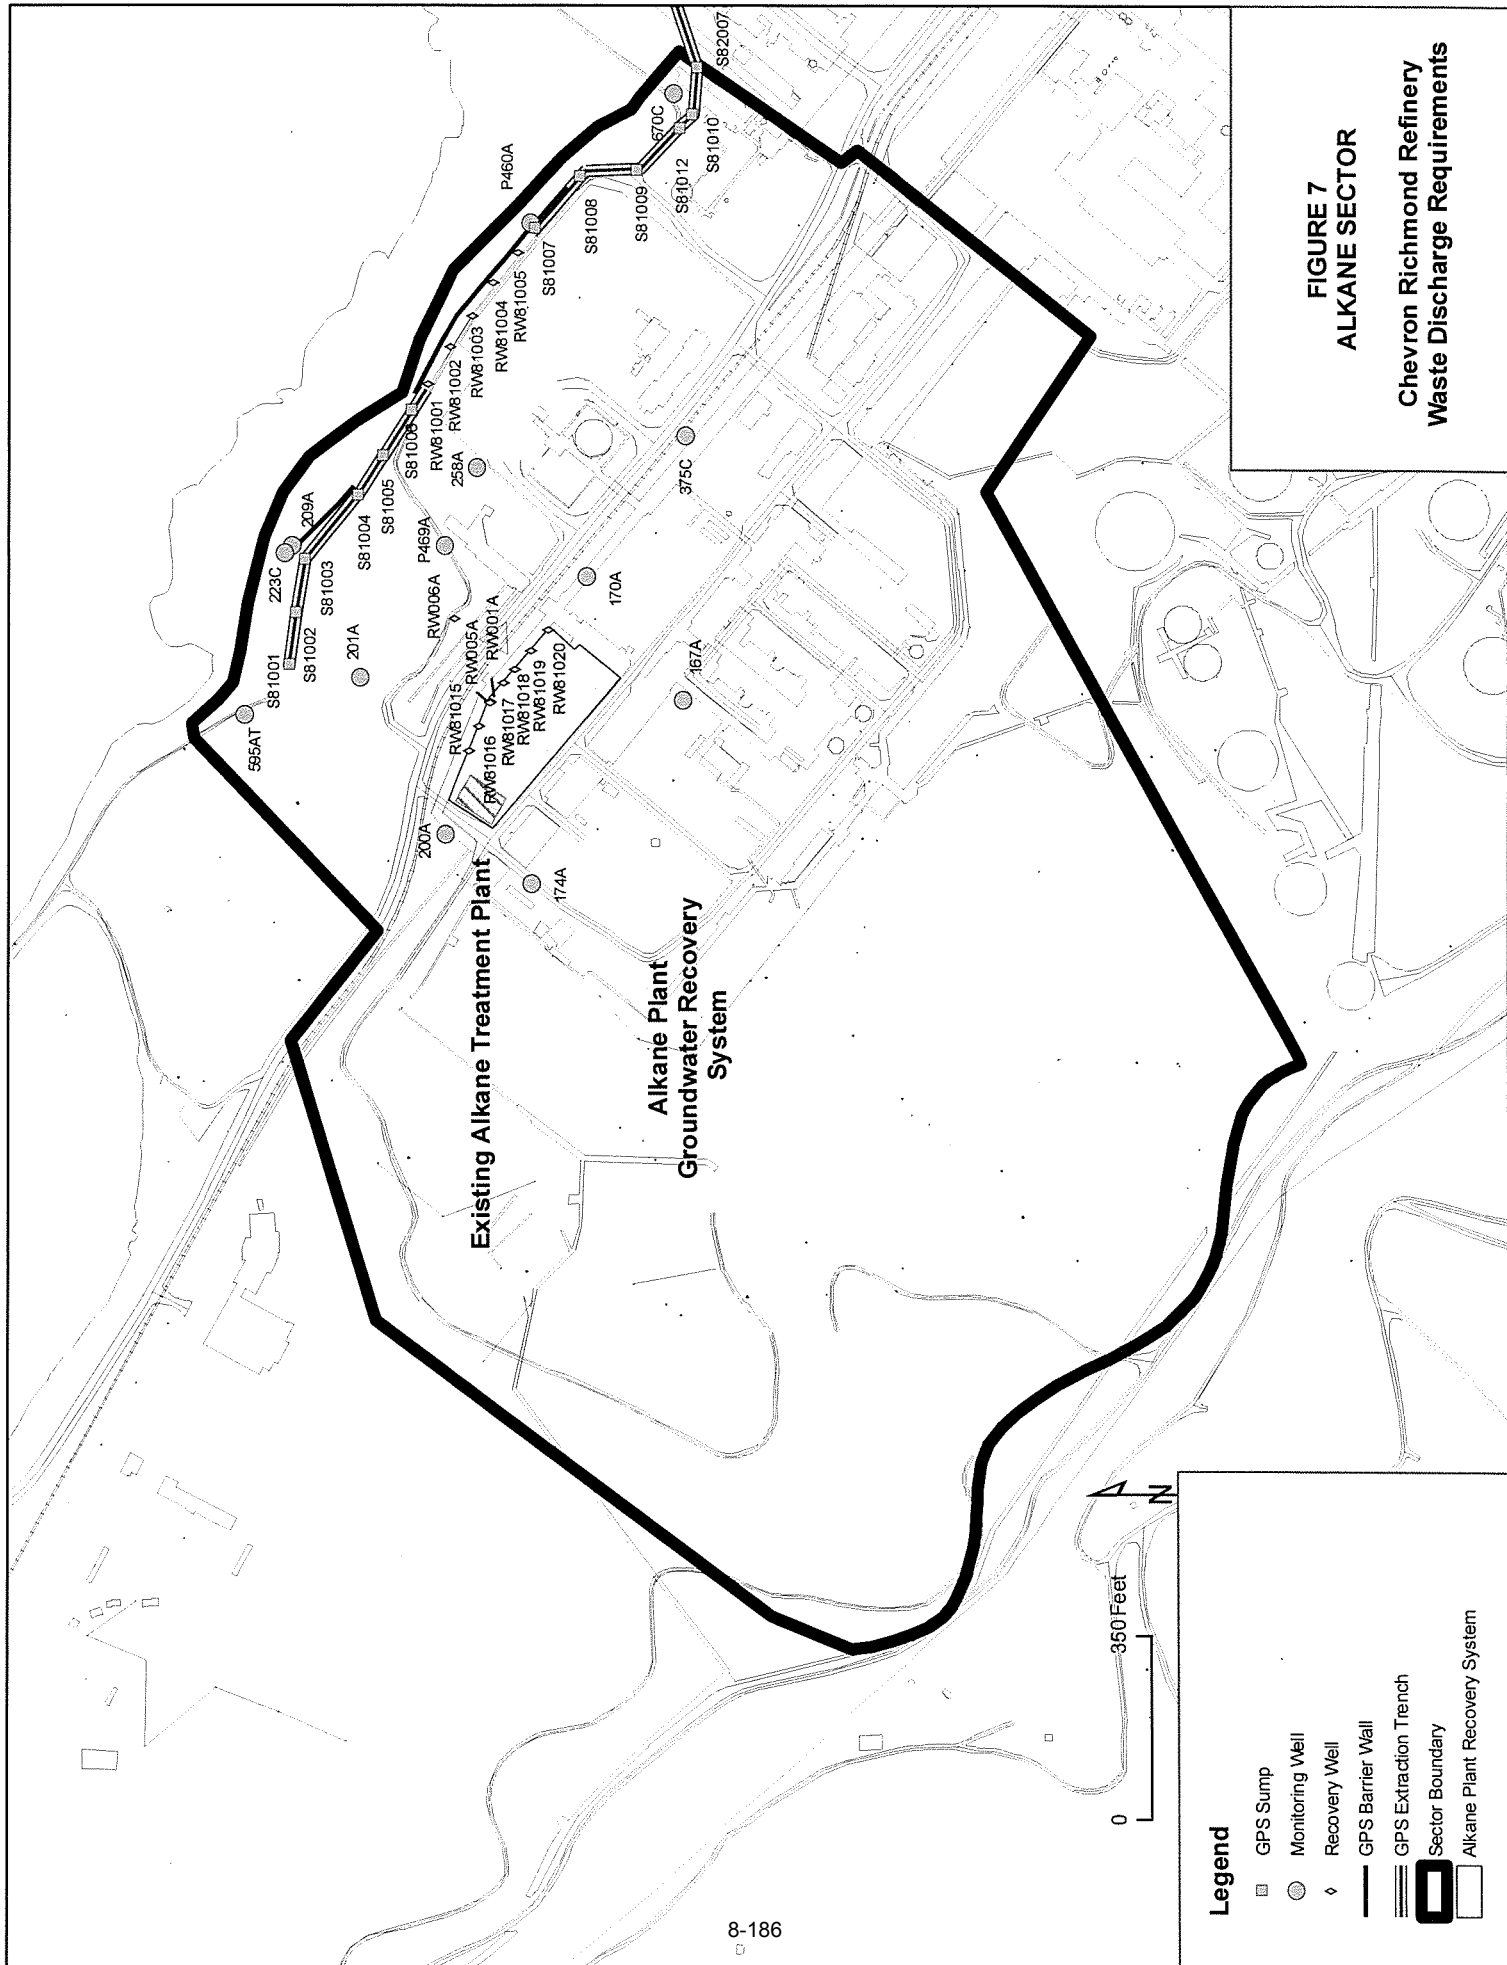 S82007
670C
S81010
S81012
P460A
S81009
S81008
S81007
RW81005
RW81004
RW81003
RW81002
RW81001
S81006
258A
S81005
S81004
209A
223C
S81003
S81002
S81001
201A
595AT
P469A
RW006A
RW001A
RW005A
RW81015
RW81016
RW81017
RW81018
RW81019
RW81020
375C
170A
167A
200A
174A
Existing Alkane Treatment Plant
Alkane Plant
Groundwater Recovery
System
FIGURE 7
ALKANE SECTOR
Chevron Richmond Refinery
Waste Discharge Requirements
N
0
350 Feet
Legend
GPS Sump
Monitoring Well
Recovery Well
GPS Barrier Wall
GPS Extraction Trench
Sector Boundary
Alkane Plant Recovery System
8-186